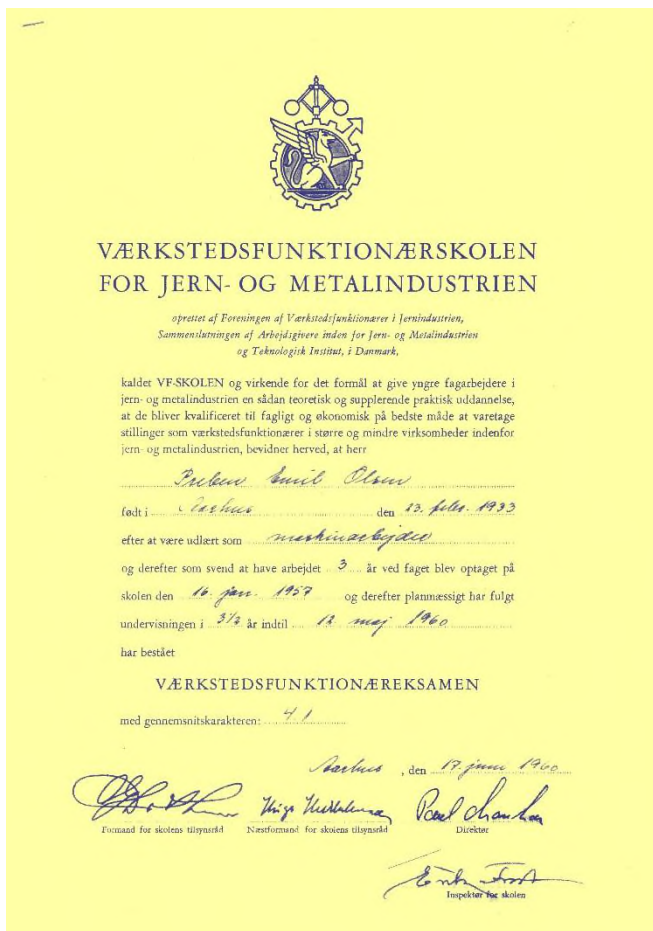 VÆRKSTEDSFUNKTIONÆRSKOLEN
FOR JERN- OG METALINDUSTRIEN
oprettet af Foreningen af Værkstedsfunktionærer i Jernindustrien,
Sammenslutningen af Arbejdsgivere inden for Jern- og Metalindustrien
og Teknologisk Institut, i Danmark,
kaldet VF-SKOLEN og virkende for det formål at give yngre fagarbejdere i
jern- og metalindustrien en sådan teoretisk og supplerende praktisk uddannelse,
at de bliver kvalificeret til fagligt og økonomisk på bedste måde at varetage
stillinger som værkstedsfunktionærer i større og mindre virksomheder indenfor
jern- og metalindustrien, bevidner herved, at herr
Preben Emil Olsen
født i Aarhus den 23. febr. 1933
efter at være udlært som maskinarbejder
og derefter som svend at have arbejdet 3 år ved faget blev optaget på
skolen den 16. jan. 1957 og derefter planmæssigt har fulgt
undervisningen i 3½ år indtil 12 maj 1960
har bestået
VÆRKSTEDSFUNKTIONÆREKSAMEN
med gennemsnitskarakteren:
Aarhus, den 17. juni 1960
Formand for skolens tilsynsråd Næstformand for skolens tilsynsråd Direktør
Inspektør for skolen